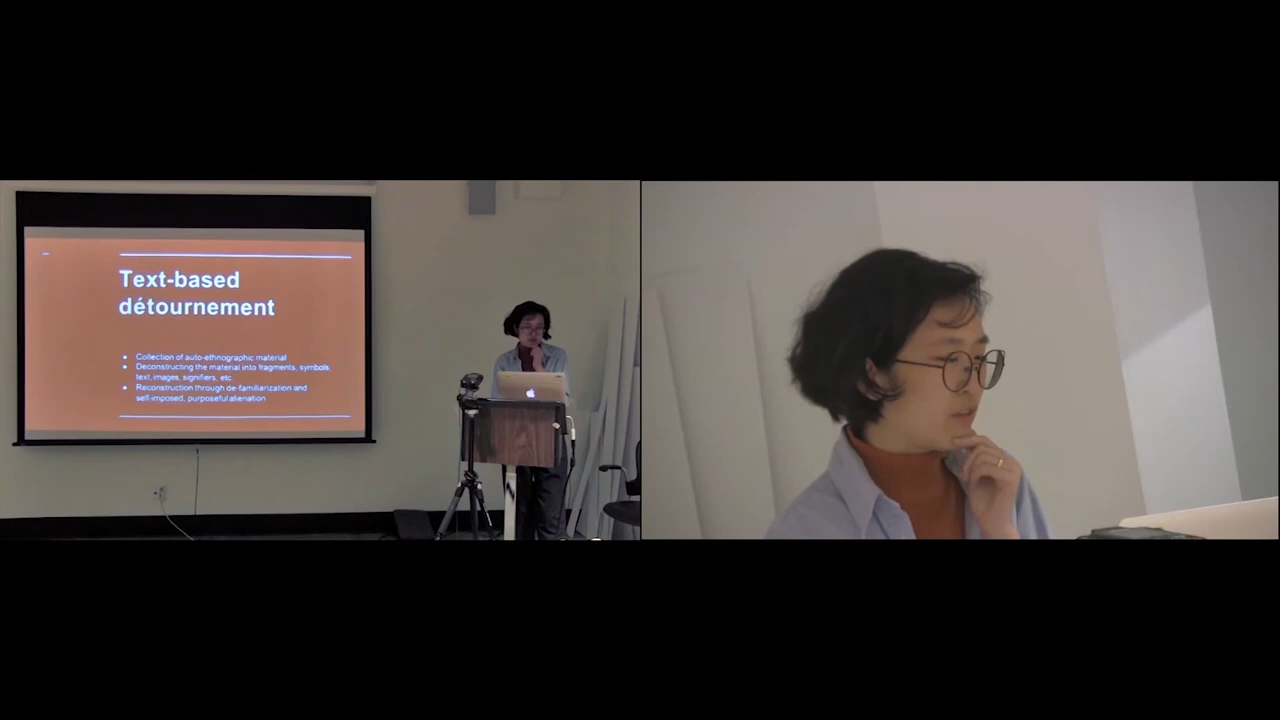 Text-based
détournement
● Collection of auto-ethnographic material
● Deconstructing the material into fragments, symbols,
text, images, signifiers, etc.
● Reconstruction through de-familiarization and
self-imposed, purposeful alienation